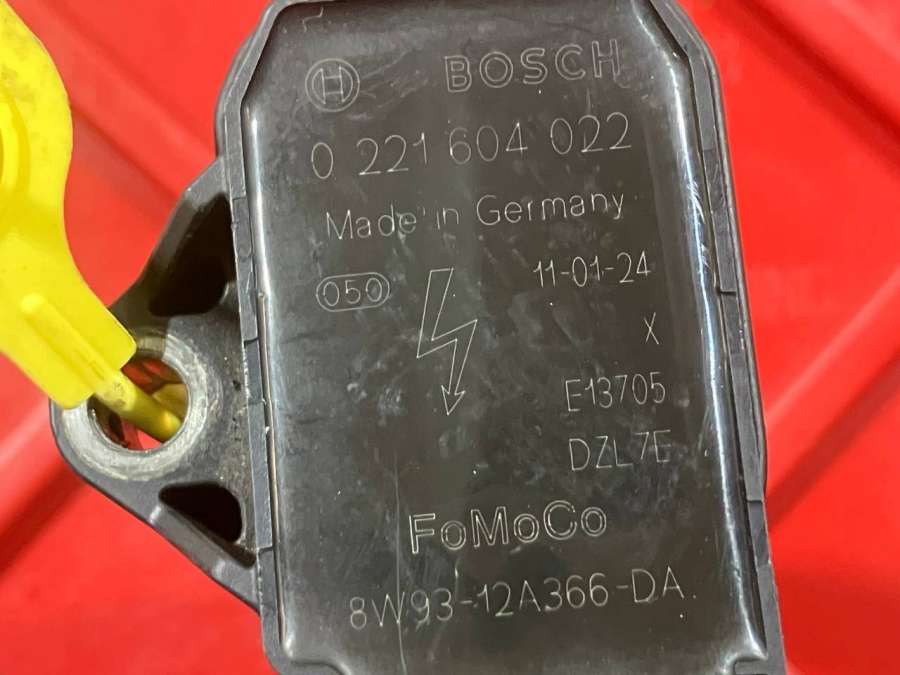 BOSCH
0 221 604 022
Made in Germany
050
11-01-24
X
E13705
DZL7E
FoMoCo
8W93-12A366-DA